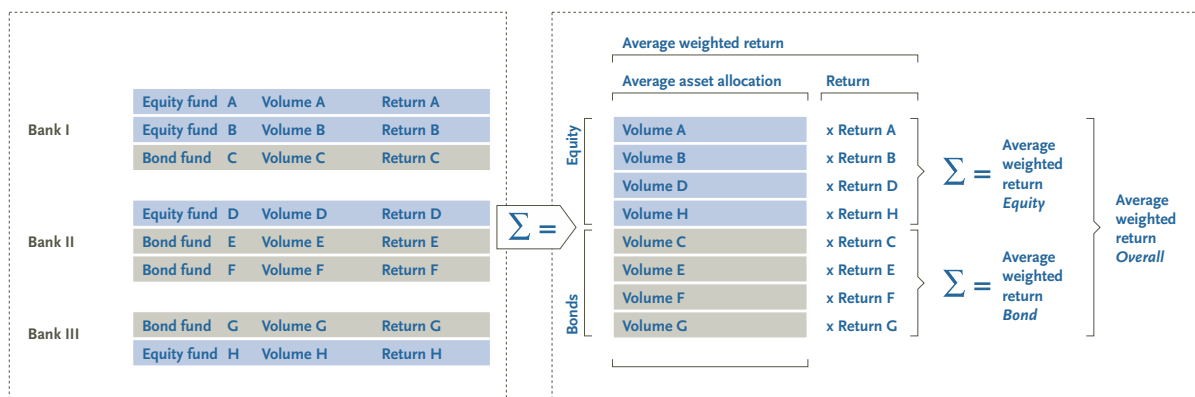 Bank I
Equity fund A Volume A Return A
Equity fund B Volume B Return B
Bond fund C Volume C Return C
Bank II
Equity fund D Volume D Return D
Bond fund E Volume E Return E
Bond fund F Volume F Return F
Bank III
Bond fund G Volume G Return G
Equity fund H Volume H Return H
∑ =
Average weighted return
Average asset allocation Return
Equity
Volume A x Return A
Volume B x Return B
Volume D x Return D
Volume H x Return H
Bonds
Volume C x Return C
Volume E x Return E
Volume F x Return F
Volume G x Return G
∑ =
Average
weighted
return
Equity
∑ =
Average
weighted
return
Bond
Average
weighted
return
Overall